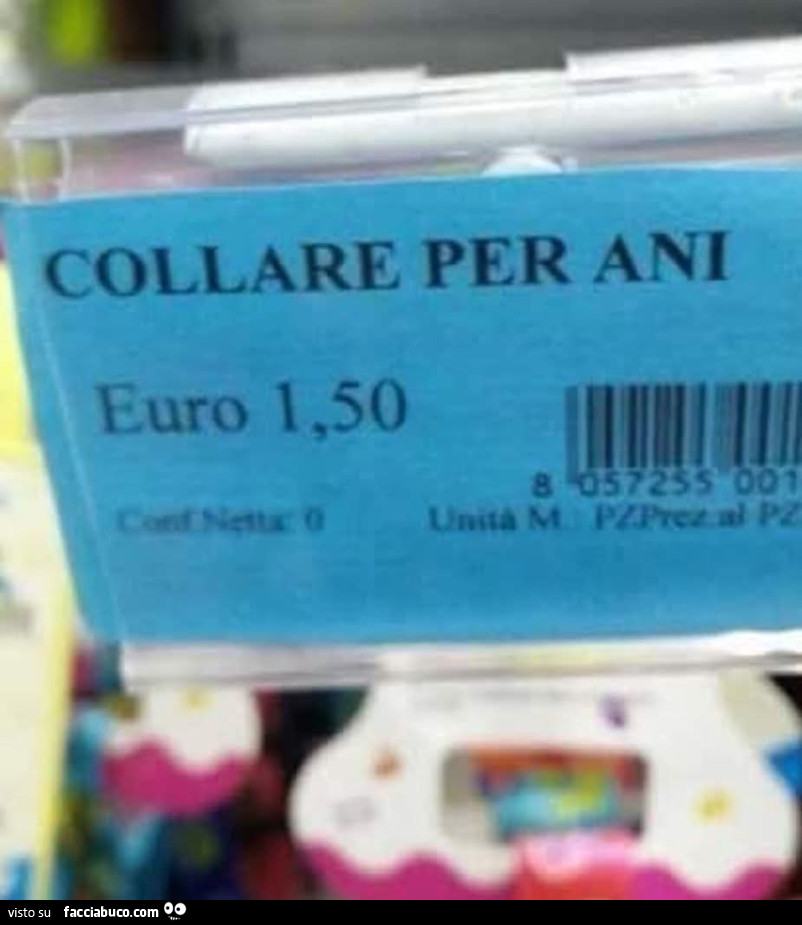 COLLARE PER ANI
Euro 1,50
8 057255 001
Conf.Netta: 0 Unità M : PZPrez.al PZ
visto su facciabuco.com